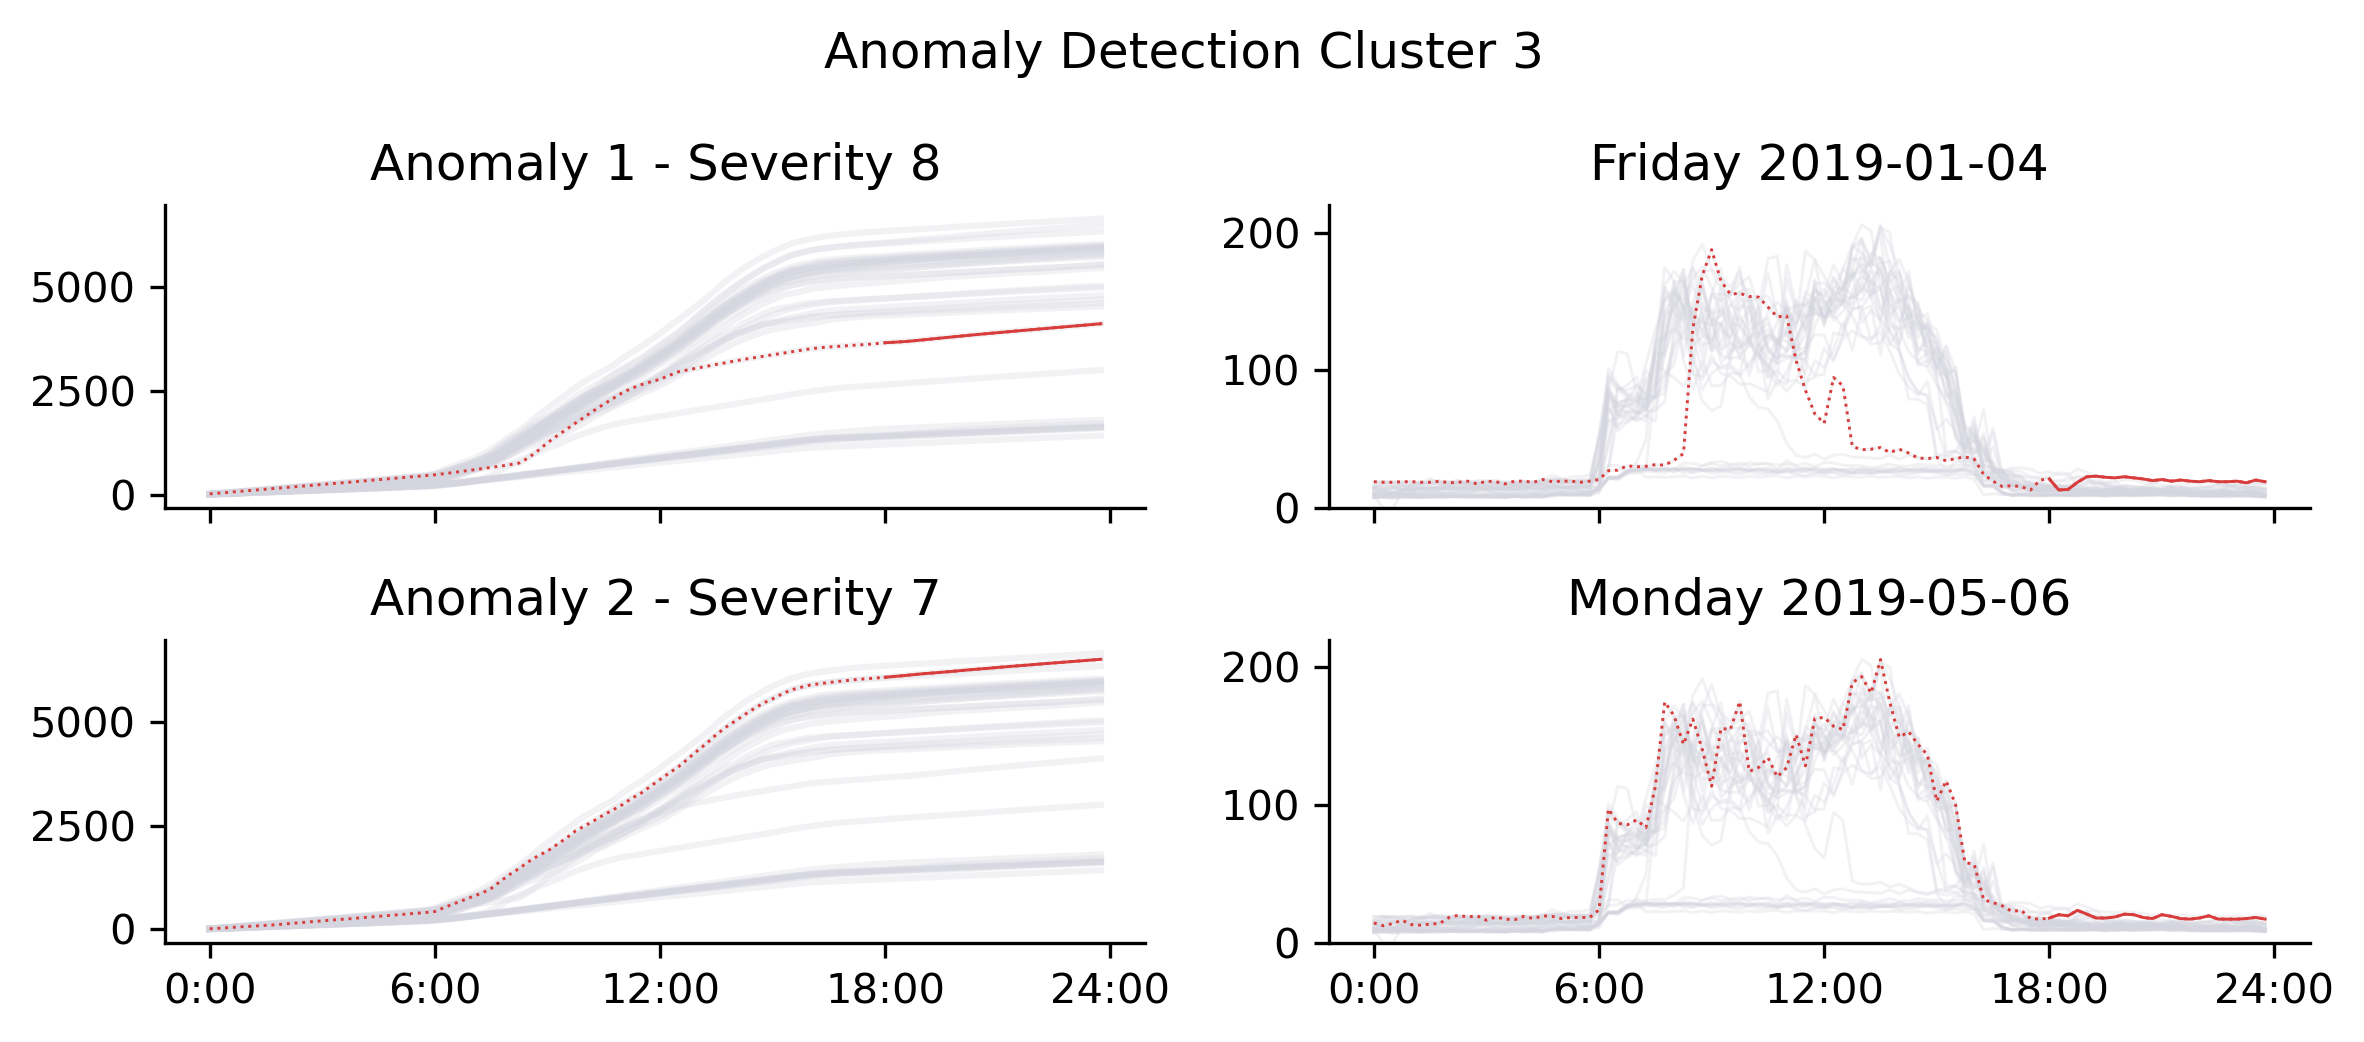 Anomaly Detection Cluster 3
Anomaly 1 - Severity 8
5000
2500
0
Friday 2019-01-04
200
100
0
Anomaly 2 - Severity 7
5000
2500
0
0:00 6:00 12:00 18:00 24:00
Monday 2019-05-06
200
100
0
0:00 6:00 12:00 18:00 24:00